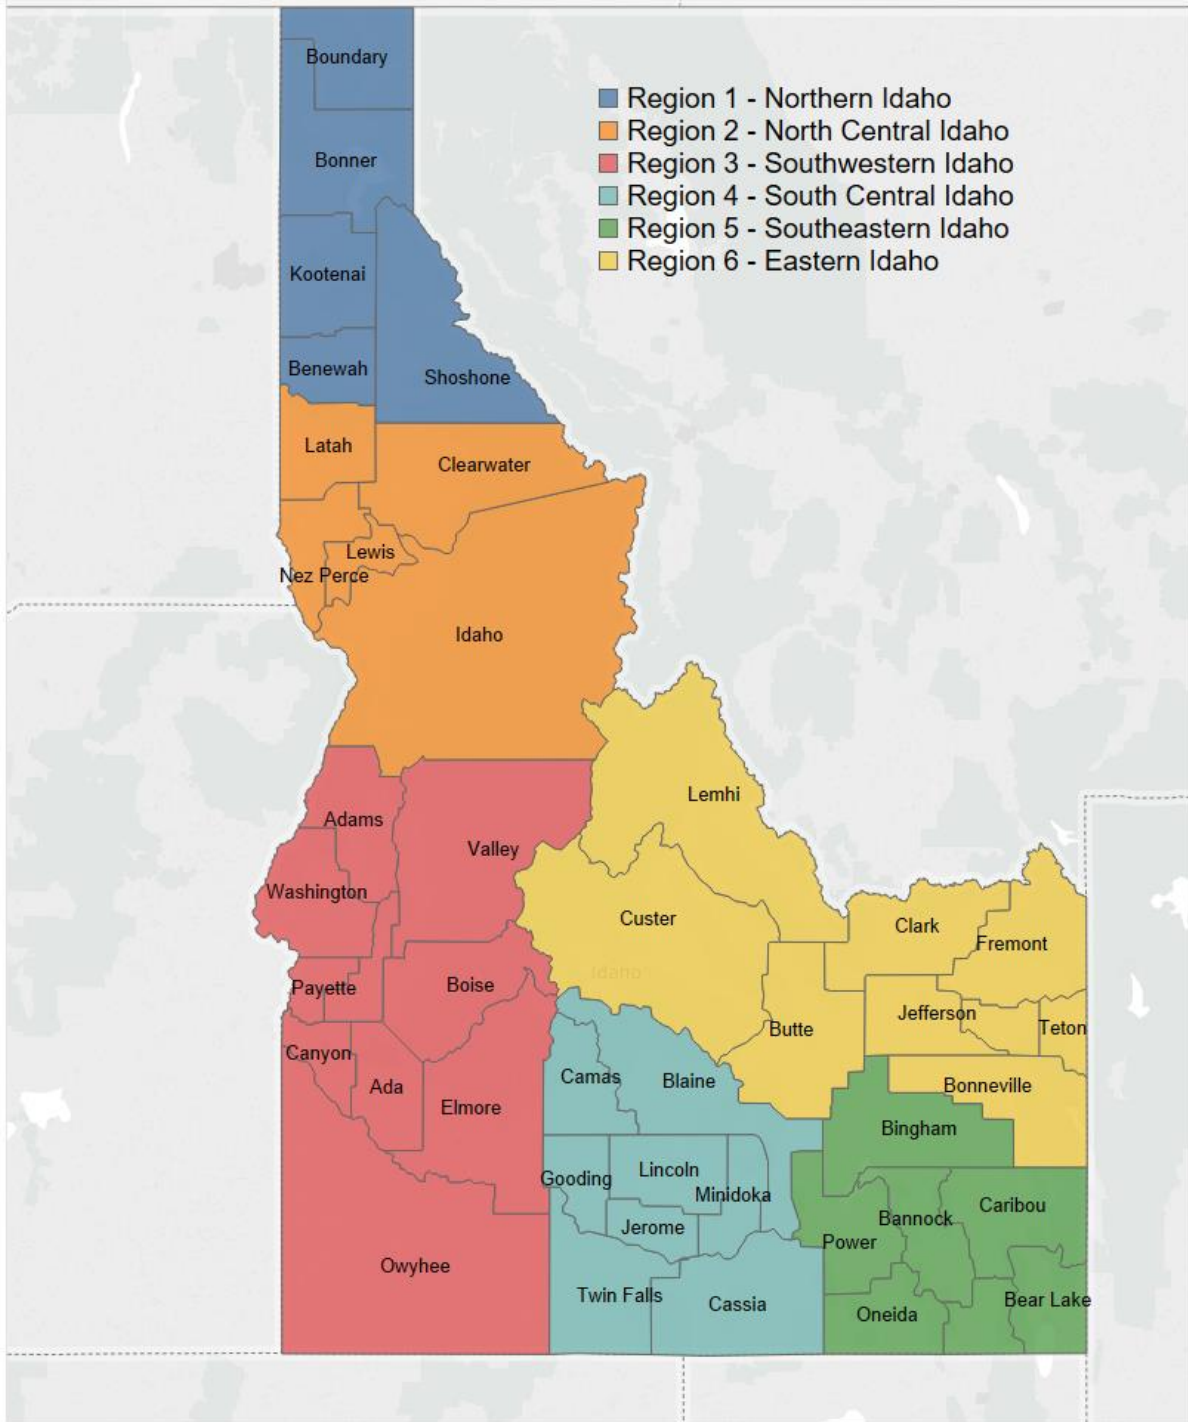 Boundary
Region 1 - Northern Idaho
Region 2 - North Central Idaho
Bonner
Region 3 - Southwestern Idaho
Region 4 - South Central Idaho
Region 5 - Southeastern Idaho
Region 6 - Eastern Idaho
Kootenai
Benewah
Shoshone
Latah
Clearwater
Lewis
Nez Perce
Idaho
Lemhi
Adams
Valley
Washington
Custer
Clark
Fremont
Idaho
Payette
Boise
Jefferson
Butte
Teton
Canyon
Camas
Blaine
Ada
Bonneville
Elmore
Bingham
Lincoln
Gooding
Minidoka
Caribou
Bannock
Jerome
Power
Owyhee
Twin Falls
Cassia
Bear Lake
Oneida